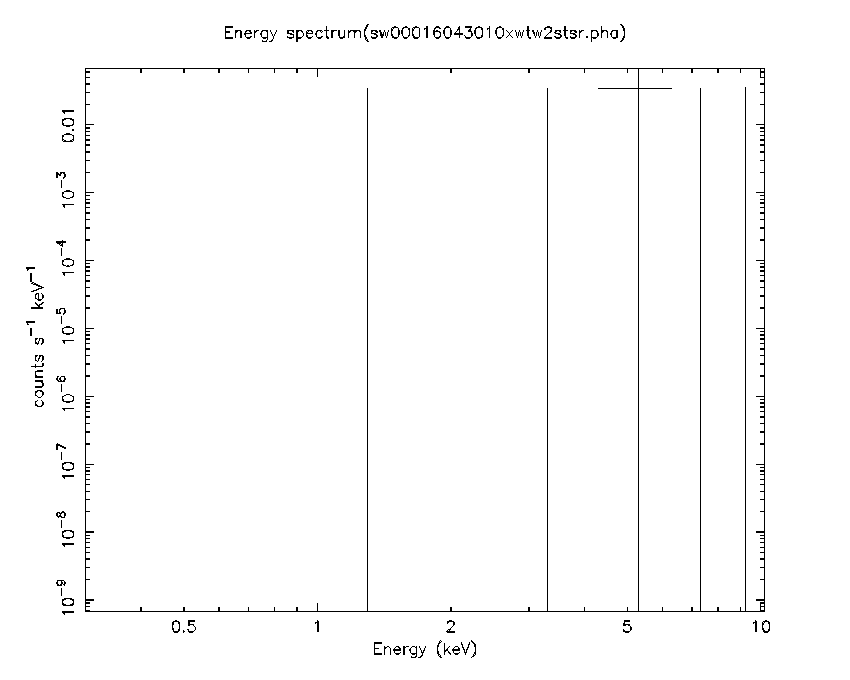 Energy spectrum(sw00016043010xwtw2stsr.pha)
0.01
10⁻³
10⁻⁴
10⁻⁵
10⁻⁶
10⁻⁷
10⁻⁸
10⁻⁹
counts s⁻¹ keV⁻¹
0.5 1 2 5 10
Energy (keV)